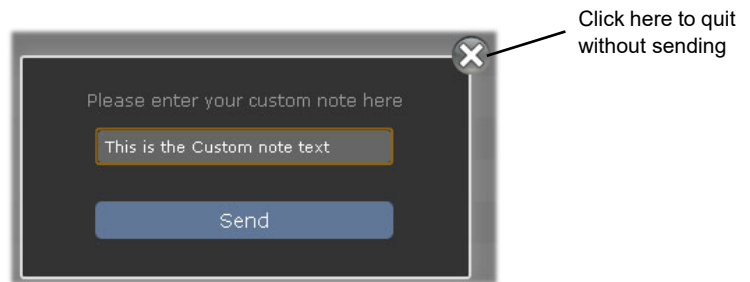 Click here to quit
without sending
Please enter your custom note here
This is the Custom note text
Send